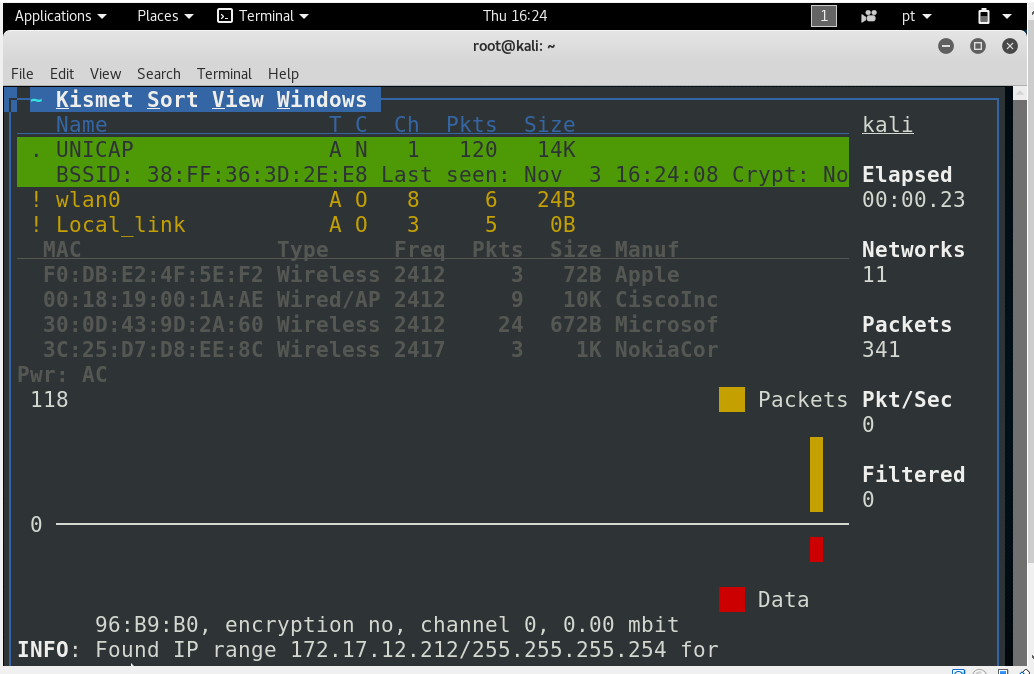 Applications Places Terminal Thu 16:24 1 pt
root@kali: ~
File Edit View Search Terminal Help
~ Kismet Sort View Windows
Name T C Ch Pkts Size kali
. UNICAP A N 1 120 14K
BSSID: 38:FF:36:3D:2E:E8 Last seen: Nov 3 16:24:08 Crypt: No Elapsed
! wlan0 A O 8 6 24B 00:00.23
! Local_link A O 3 5 0B
MAC Type Freq Pkts Size Manuf Networks
F0:DB:E2:4F:5E:F2 Wireless 2412 3 72B Apple 11
00:18:19:00:1A:AE Wired/AP 2412 9 10K CiscoInc
30:0D:43:9D:2A:60 Wireless 2412 24 672B Microsof Packets
3C:25:D7:D8:EE:8C Wireless 2417 3 1K NokiaCor 341
Pwr: AC
118 Packets Pkt/Sec
0
Filtered
0 0
Data
96:B9:B0, encryption no, channel 0, 0.00 mbit
INFO: Found IP range 172.17.12.212/255.255.255.254 for